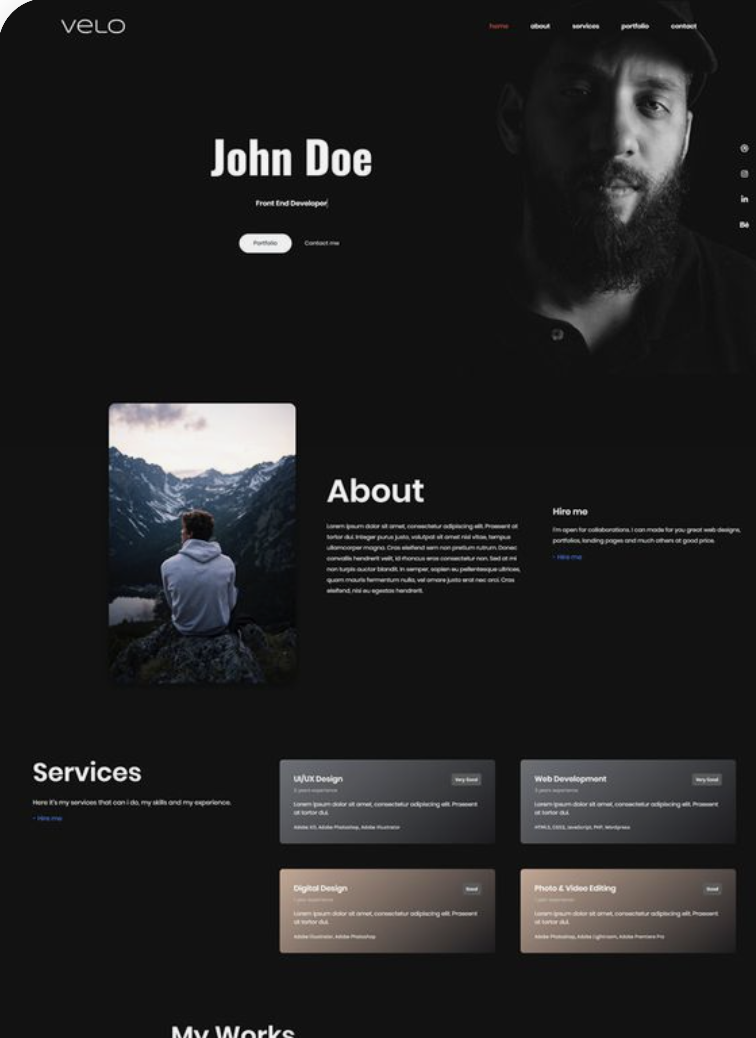 VELO
home about services portfolio contact
John Doe
Front End Developer
Portfolio Contact me
in
Bē
About
Lorem ipsum dolor sit amet, consectetur adipiscing elit. Praesent at
tortor dui. Integer purus justo, volutpat sit amet nisl vitae, tempus
ullamcorper magna. Cras eleifend sem non pretium rutrum. Donec
convallis hendrerit velit, id rhoncus eros consectetur non. Sed at mi
non turpis auctor blandit. In semper, sapien eu pellentesque ultrices,
quam mauris fermentum nulla, vel ornare justo erat nec orci. Cras
eleifend, nisi eu egestas hendrerit.
Hire me
I'm open for collaborations. I can made for you great web designs,
portfolios, landing pages and much others at good price.
- Hire me
Services
Here it's my services that can i do, my skills and my experience.
- Hire me
UI/UX Design Very Good
years experience
Lorem ipsum dolor sit amet, consectetur adipiscing elit. Praesent
at tortor dui.
Adobe XD, Adobe Photoshop, Adobe Illustrator
Web Development Very Good
years experience
Lorem ipsum dolor sit amet, consectetur adipiscing elit. Praesent
at tortor dui.
HTML5, CSS3, JavaScript, PHP, Wordpress
Digital Design Good
1 year experience
Lorem ipsum dolor sit amet, consectetur adipiscing elit. Praesent
at tortor dui.
Adobe Illustrator, Adobe Photoshop
Photo & Video Editing Good
1 year experience
Lorem ipsum dolor sit amet, consectetur adipiscing elit. Praesent
at tortor dui.
Adobe Photoshop, Adobe Lightroom, Adobe Premiere Pro
My Works